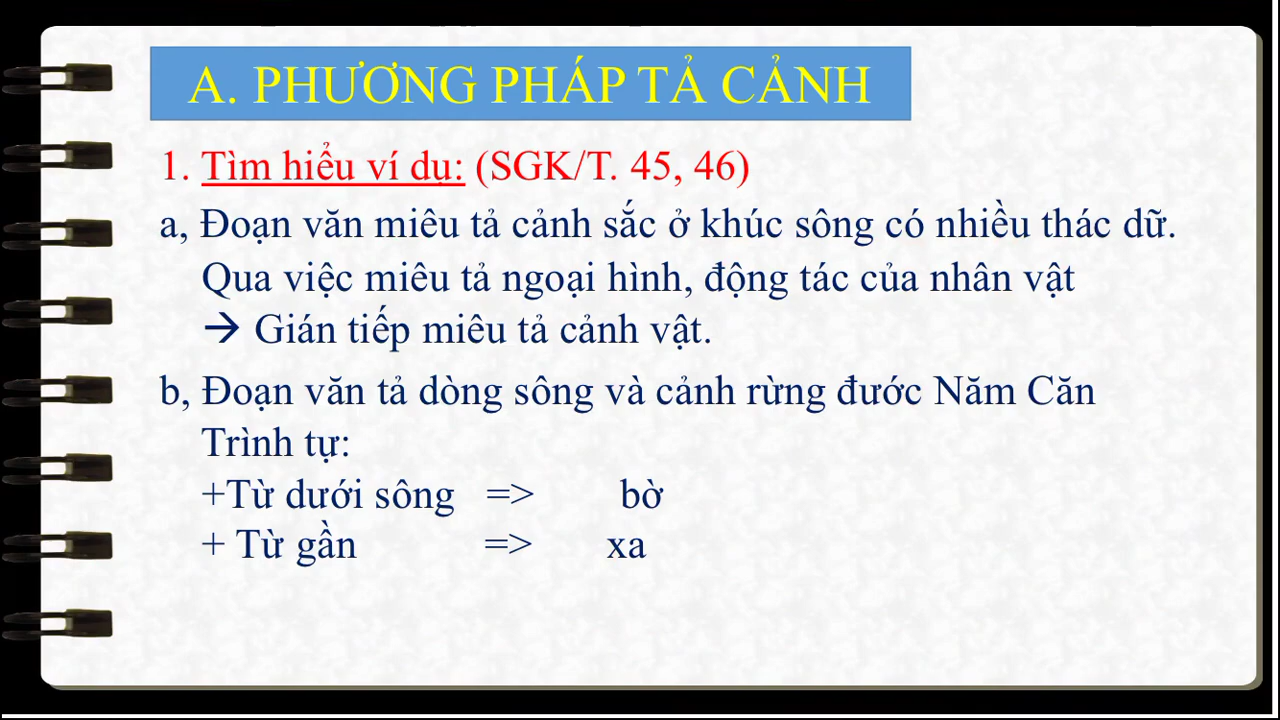 A. PHƯƠNG PHÁP TẢ CẢNH
1. Tìm hiểu ví dụ: (SGK/T. 45, 46)
a, Đoạn văn miêu tả cảnh sắc ở khúc sông có nhiều thác dữ.
Qua việc miêu tả ngoại hình, động tác của nhân vật
→ Gián tiếp miêu tả cảnh vật.
b, Đoạn văn tả dòng sông và cảnh rừng đước Năm Căn
Trình tự:
+Từ dưới sông => bờ
+ Từ gần => xa